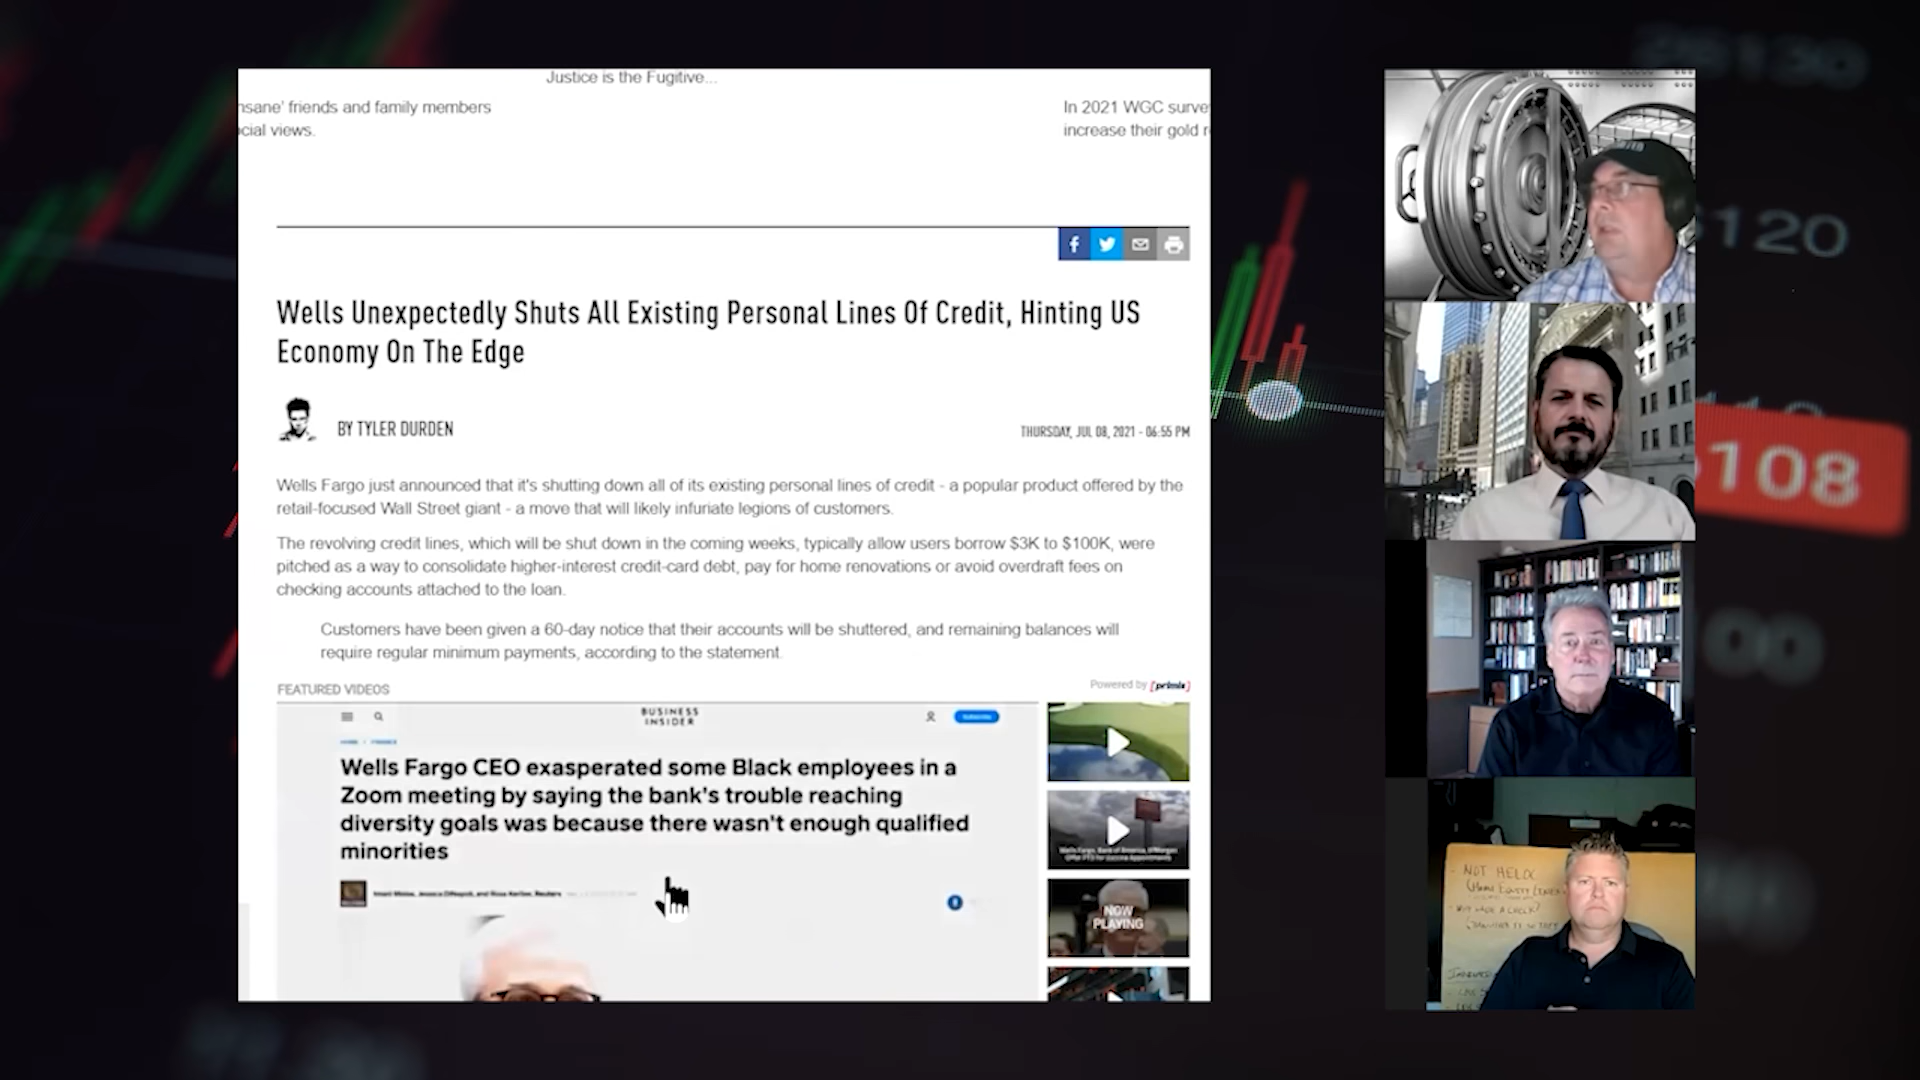 Justice is the Fugitive...
nsane' friends and family members
cial views.
In 2021 WGC surve
increase their gold r
Wells Unexpectedly Shuts All Existing Personal Lines Of Credit, Hinting US
Economy On The Edge
BY TYLER DURDEN
THURSDAY, JUL 08, 2021 - 06:55 PM
Wells Fargo just announced that it's shutting down all of its existing personal lines of credit - a popular product offered by the
retail-focused Wall Street giant - a move that will likely infuriate legions of customers.
The revolving credit lines, which will be shut down in the coming weeks, typically allow users borrow $3K to $100K, were
pitched as a way to consolidate higher-interest credit-card debt, pay for home renovations or avoid overdraft fees on
checking accounts attached to the loan.
Customers have been given a 60-day notice that their accounts will be shuttered, and remaining balances will
require regular minimum payments, according to the statement.
FEATURED VIDEOS
Powered by [primis]
BUSINESS
INSIDER
Subscribe
HOME > FINANCE
Wells Fargo CEO exasperated some Black employees in a
Zoom meeting by saying the bank's trouble reaching
diversity goals was because there wasn't enough qualified
minorities
NOW
PLAYING
26130
120
108
00
NOT HELOC
(HOME EQUITY LINES